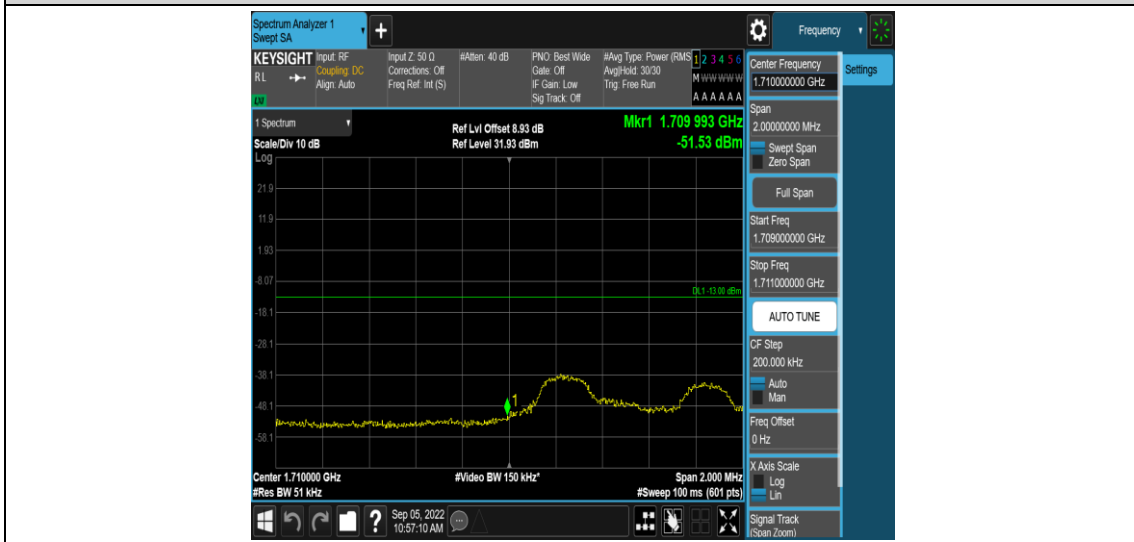 Spectrum Analyzer 1
Swept SA
Frequency
KEYSIGHT
RL
LXI
Input: RF
Coupling: DC
Align: Auto
Input Z: 50 Ω
Corrections: Off
Freq Ref: Int (S)
#Atten: 40 dB
PNO: Best Wide
Gate: Off
IF Gain: Low
Sig Track: Off
#Avg Type: Power (RMS
Avg|Hold: 30/30
Trig: Free Run
1 2 3 4 5 6
M W W W W W
A A A A A A
1 Spectrum
Scale/Div 10 dB
Log
Ref Lvl Offset 8.93 dB
Ref Level 31.93 dBm
Mkr1 1.709 993 GHz
-51.53 dBm
21.9
11.9
1.93
-8.07
DL1 -13.00 dBm
-18.1
-28.1
-38.1
1
-48.1
-58.1
Center 1.710000 GHz
#Res BW 51 kHz
#Video BW 150 kHz*
Span 2.000 MHz
#Sweep 100 ms (601 pts)
Sep 05, 2022
10:57:10 AM
Center Frequency
1.710000000 GHz
Settings
Span
2.00000000 MHz
Swept Span
Zero Span
Full Span
Start Freq
1.709000000 GHz
Stop Freq
1.711000000 GHz
AUTO TUNE
CF Step
200.000 kHz
Auto
Man
Freq Offset
0 Hz
X Axis Scale
Log
Lin
Signal Track
(Span Zoom)